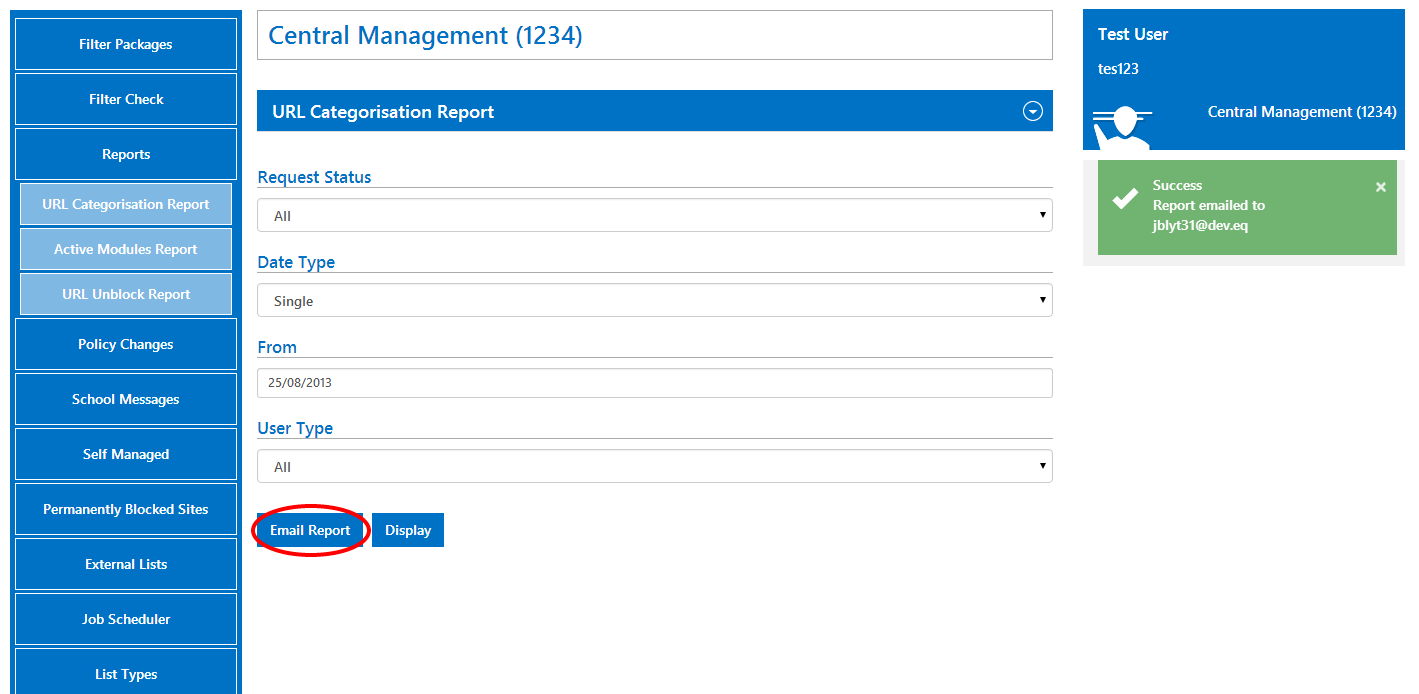 Filter Packages
Filter Check
Reports
URL Categorisation Report
Active Modules Report
URL Unblock Report
Policy Changes
School Messages
Self Managed
Permanently Blocked Sites
External Lists
Job Scheduler
List Types
Central Management (1234)
URL Categorisation Report
Request Status
All
Date Type
Single
From
25/08/2013
User Type
All
Email Report
Display
Test User
tes123
Central Management (1234)
Success
Report emailed to
jblyt31@dev.eq